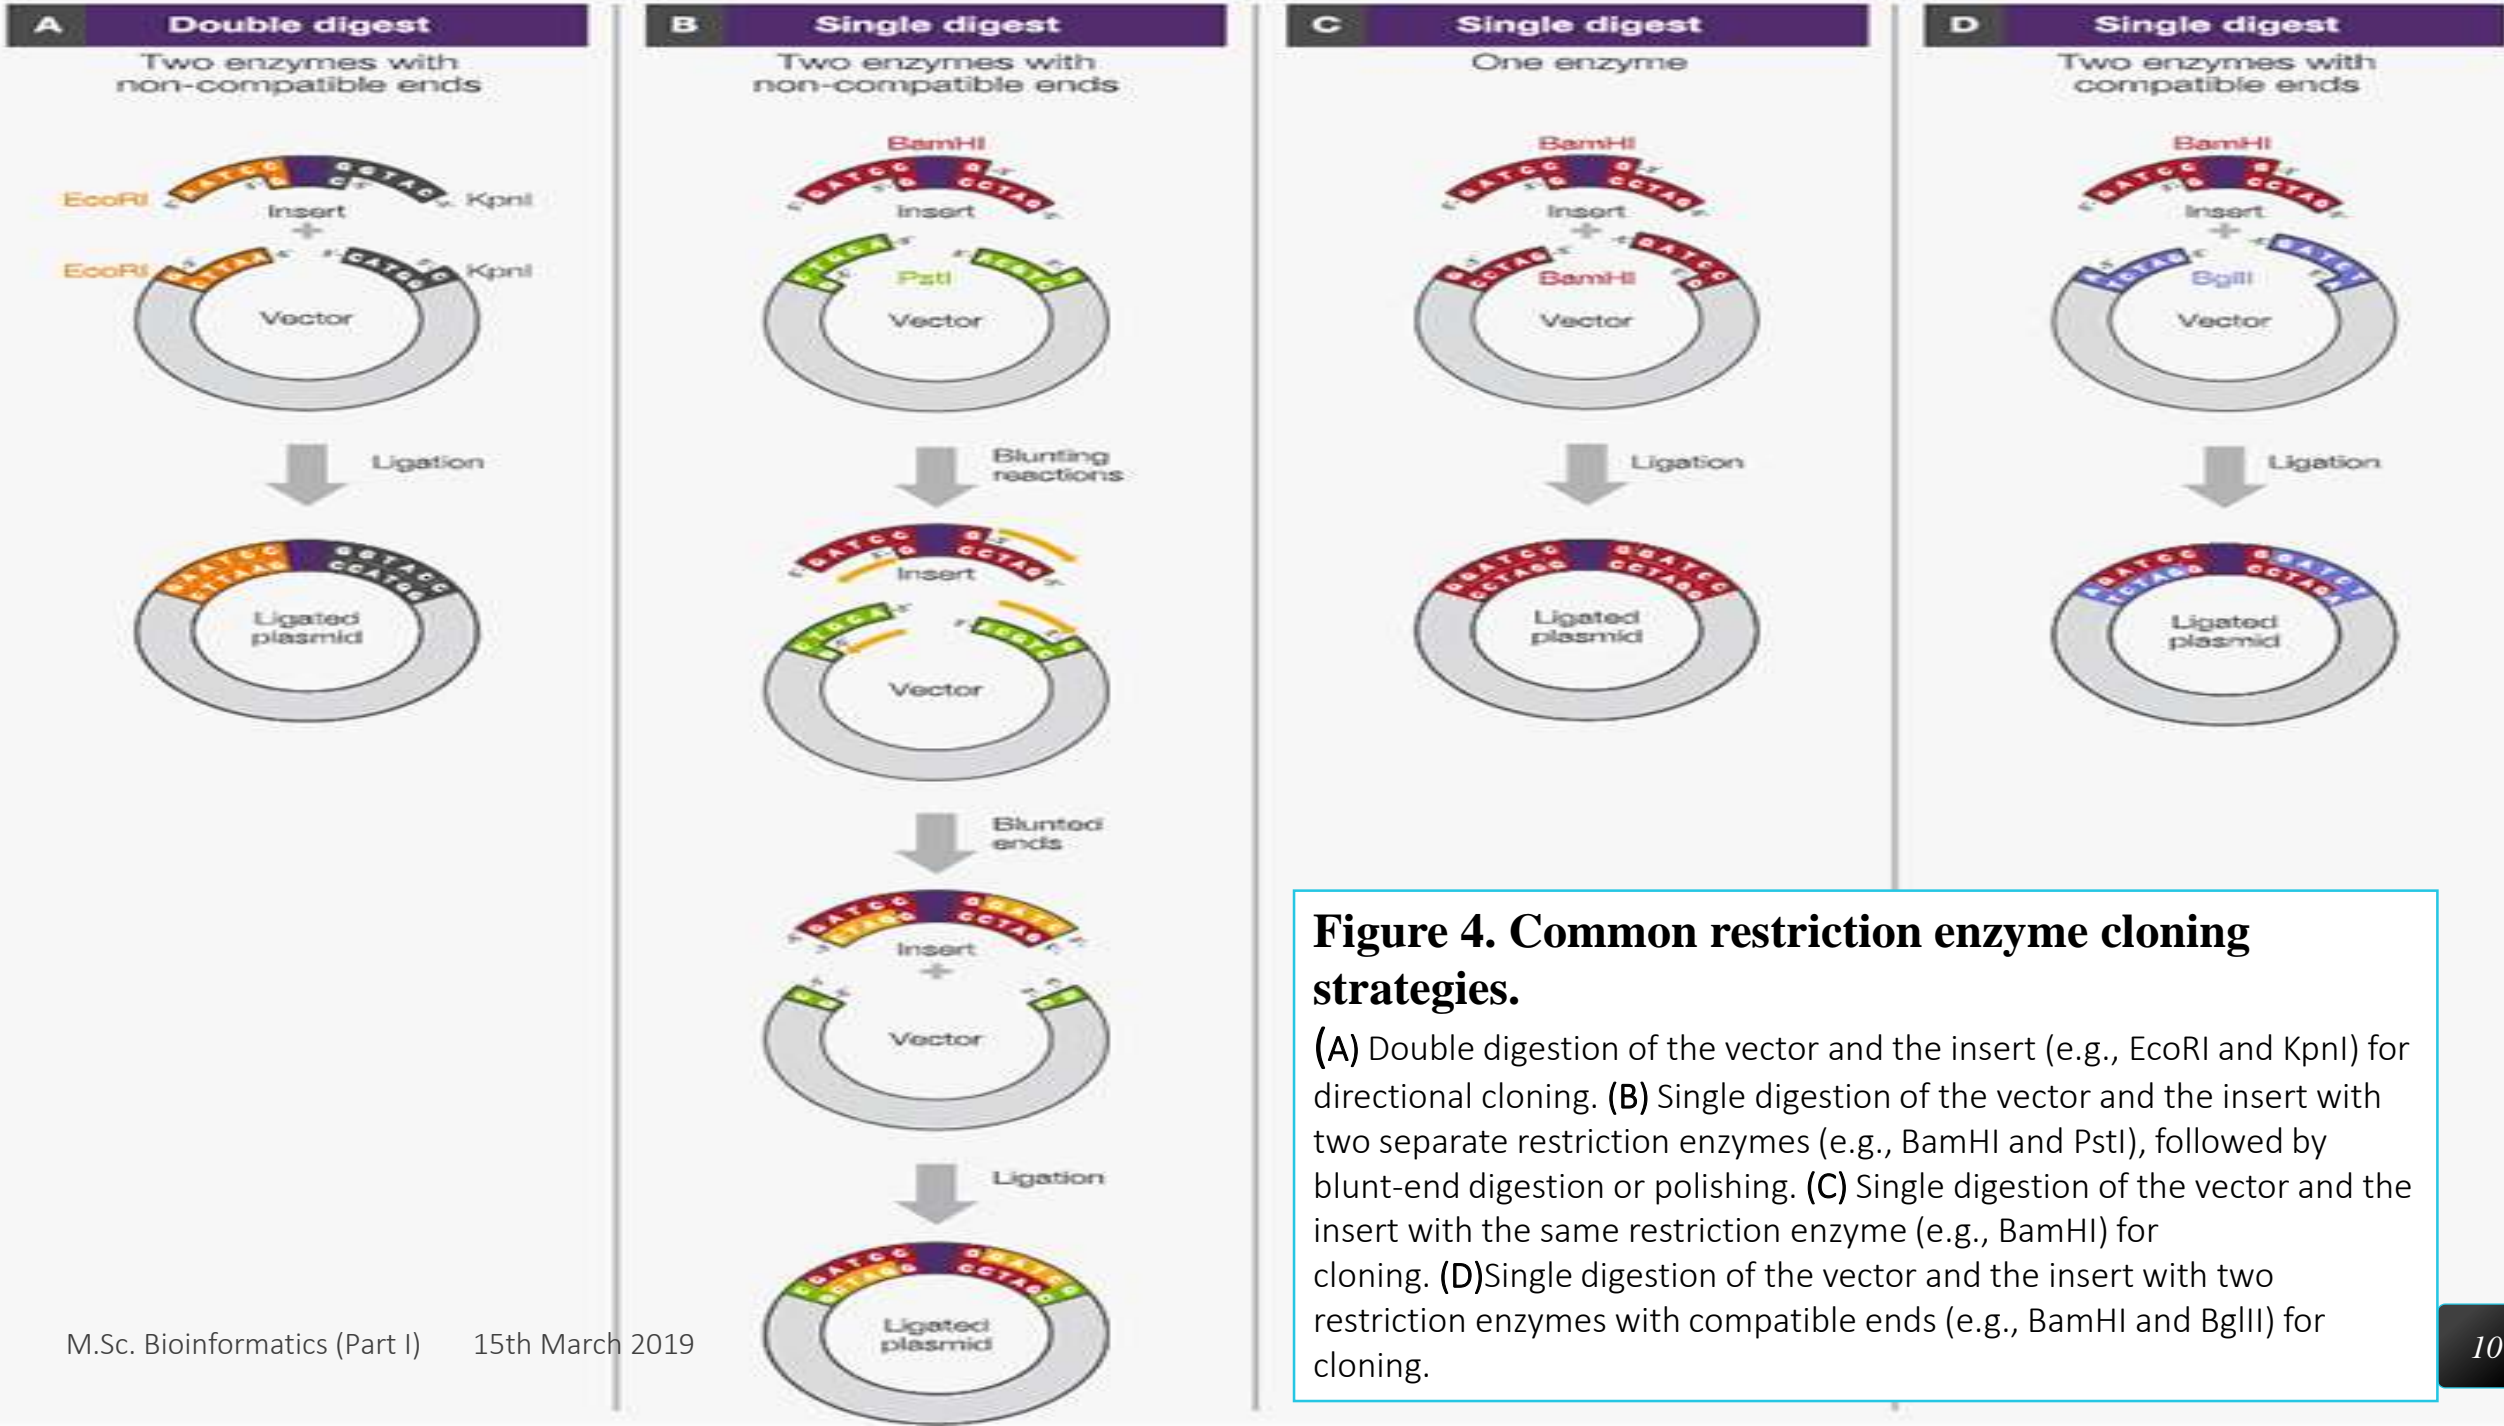 A Double digest
Two enzymes with
non-compatible ends
EcoRI
KpnI
Insert
+
EcoRI
KpnI
Vector
Ligation
Ligated
plasmid
B Single digest
Two enzymes with
non-compatible ends
BamHI
Insert
PstI
Vector
Blunting
reactions
Insert
Vector
Blunted
ends
Insert
+
Vector
Ligation
Ligated
plasmid
C Single digest
One enzyme
BamHI
Insert
+
BamHI
Vector
Ligation
Ligated
plasmid
D Single digest
Two enzymes with
compatible ends
BamHI
Insert
+
BglII
Vector
Ligation
Ligated
plasmid
Figure 4. Common restriction enzyme cloning
strategies.
(A) Double digestion of the vector and the insert (e.g., EcoRI and KpnI) for
directional cloning. (B) Single digestion of the vector and the insert with
two separate restriction enzymes (e.g., BamHI and PstI), followed by
blunt-end digestion or polishing. (C) Single digestion of the vector and the
insert with the same restriction enzyme (e.g., BamHI) for
cloning. (D)Single digestion of the vector and the insert with two
restriction enzymes with compatible ends (e.g., BamHI and BglII) for
cloning.
M.Sc. Bioinformatics (Part I) 15th March 2019
10